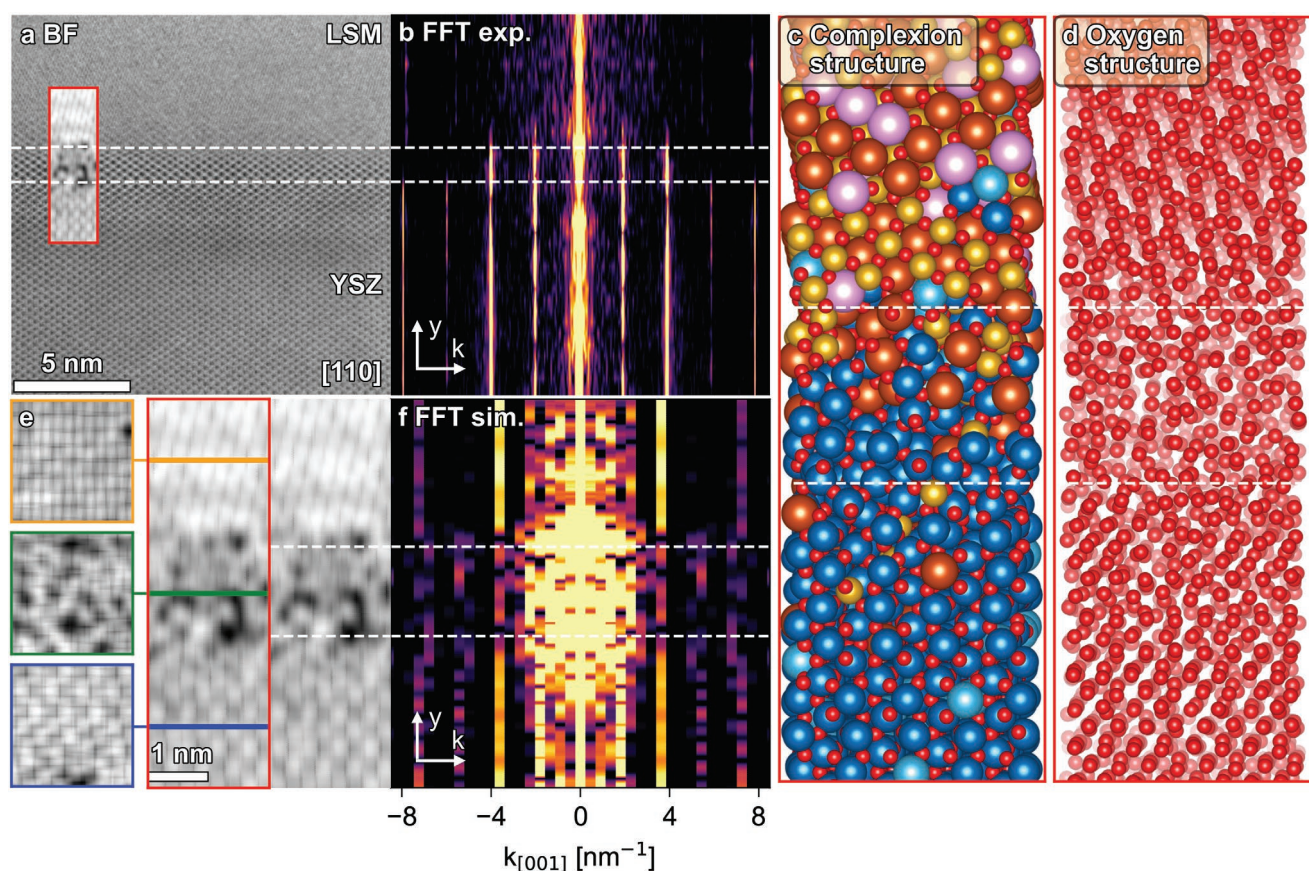 a BF
LSM
YSZ
[110]
5 nm
b FFT exp.
y
k
c Complexion
structure
d Oxygen
structure
e
1 nm
f FFT sim.
y
k
−8 −4 0 4 8
k[001] [nm⁻¹]